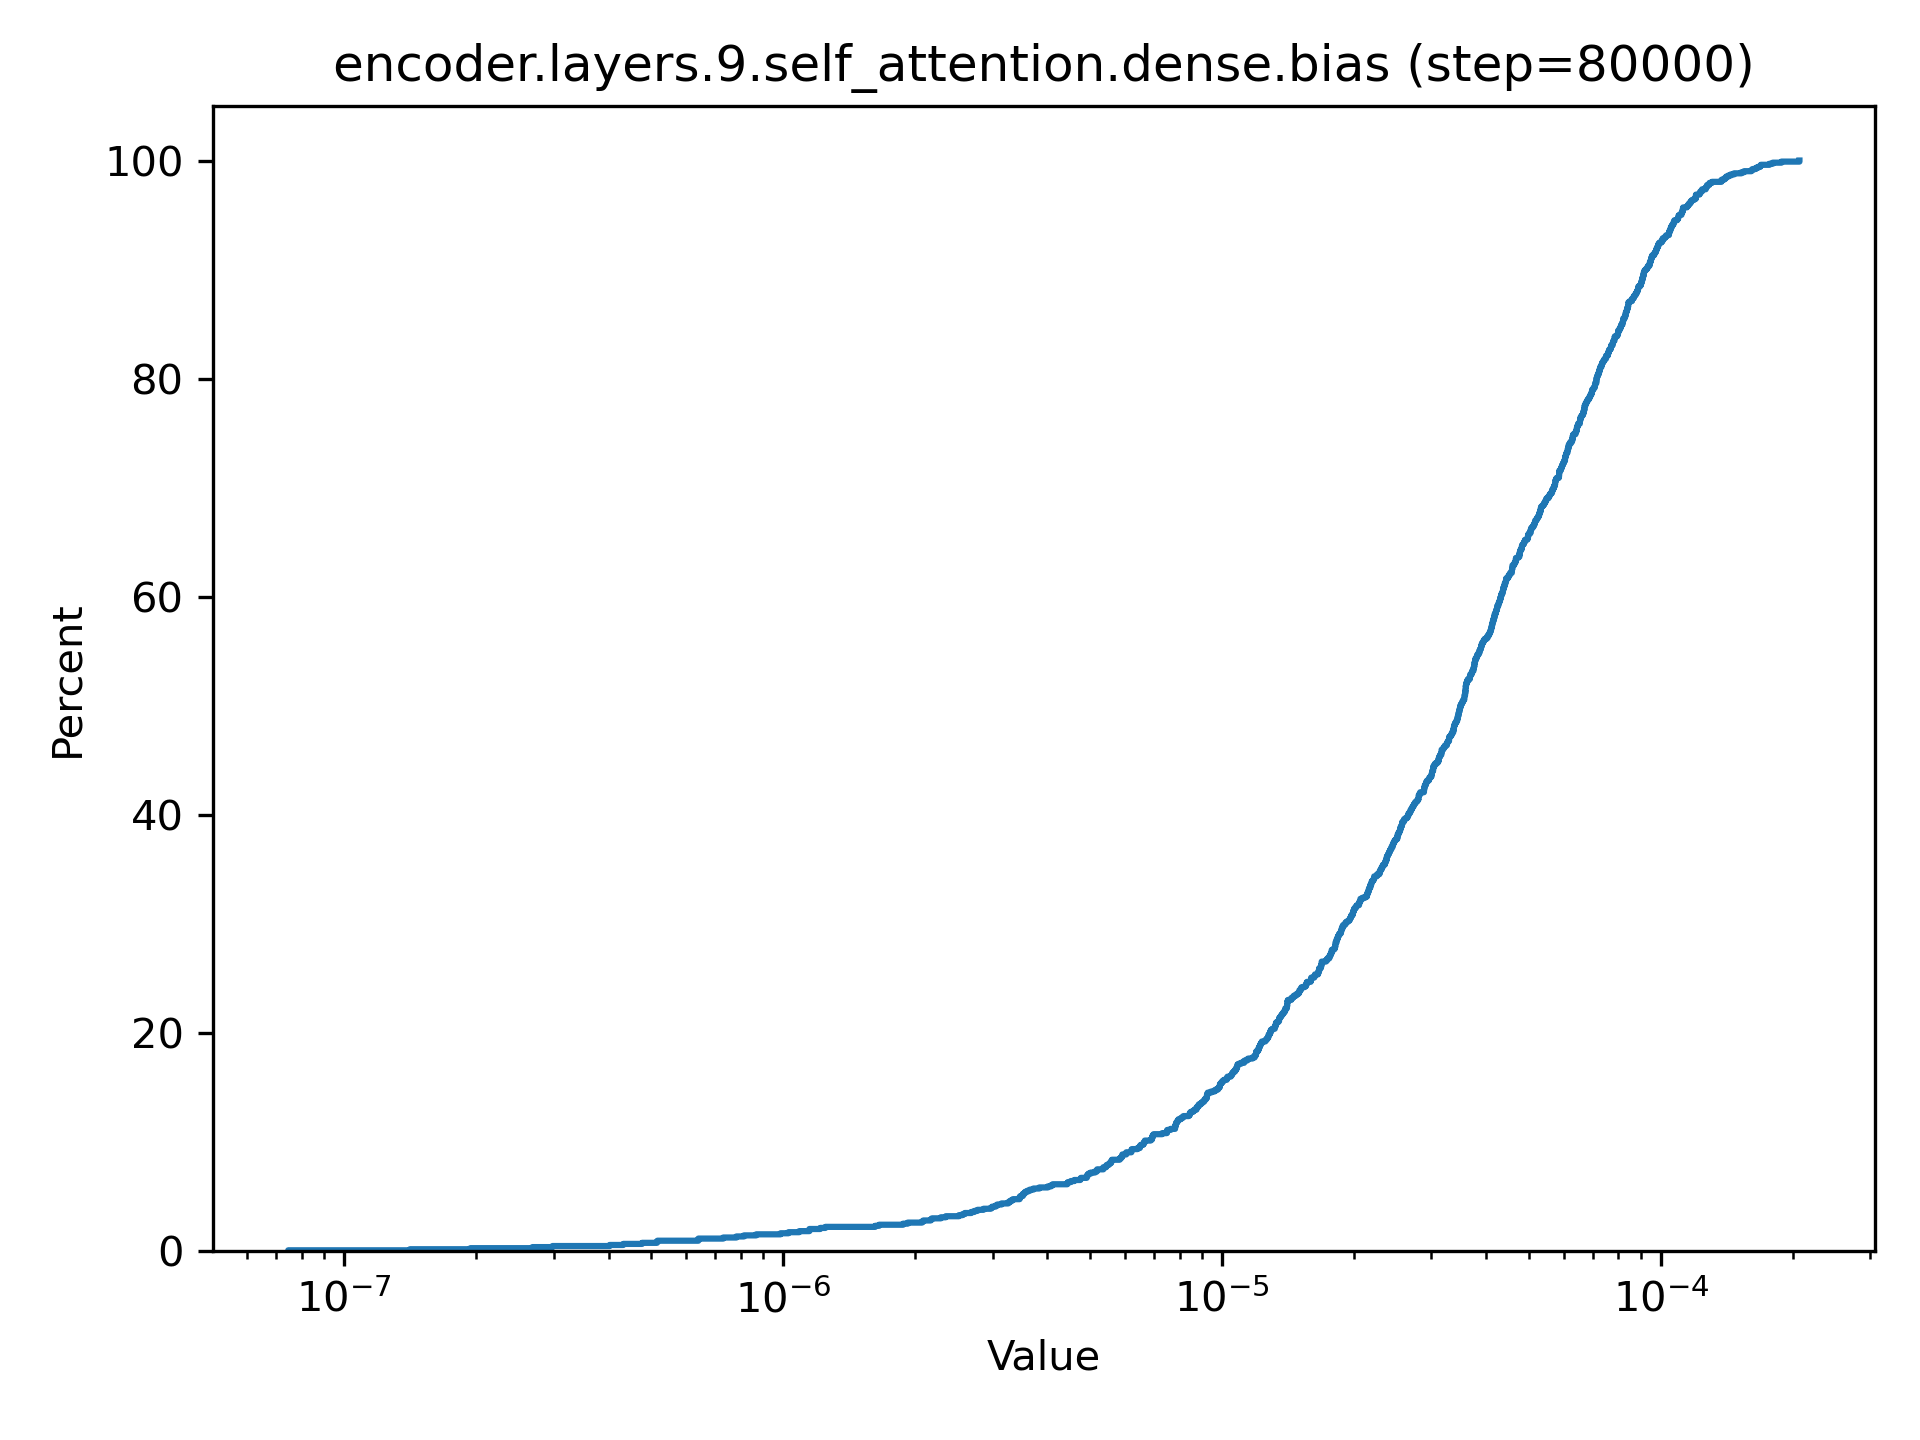 encoder.layers.9.self_attention.dense.bias (step=80000)
100
80
60
40
20
0
Percent
10⁻⁷ 10⁻⁶ 10⁻⁵ 10⁻⁴
Value